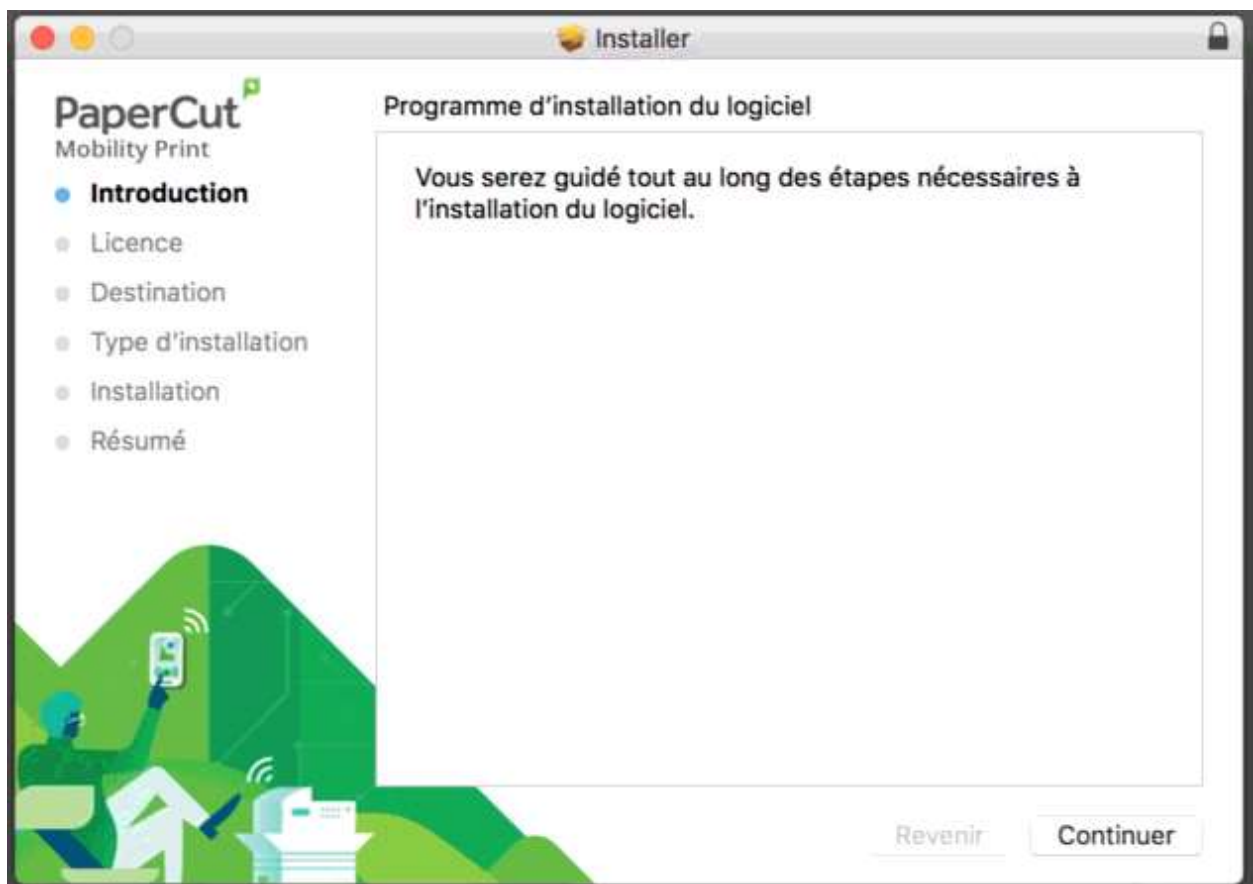 Installer
PaperCut
Mobility Print
Introduction
Licence
Destination
Type d'installation
Installation
Résumé
Programme d'installation du logiciel
Vous serez guidé tout au long des étapes nécessaires à
l'installation du logiciel.
Revenir
Continuer